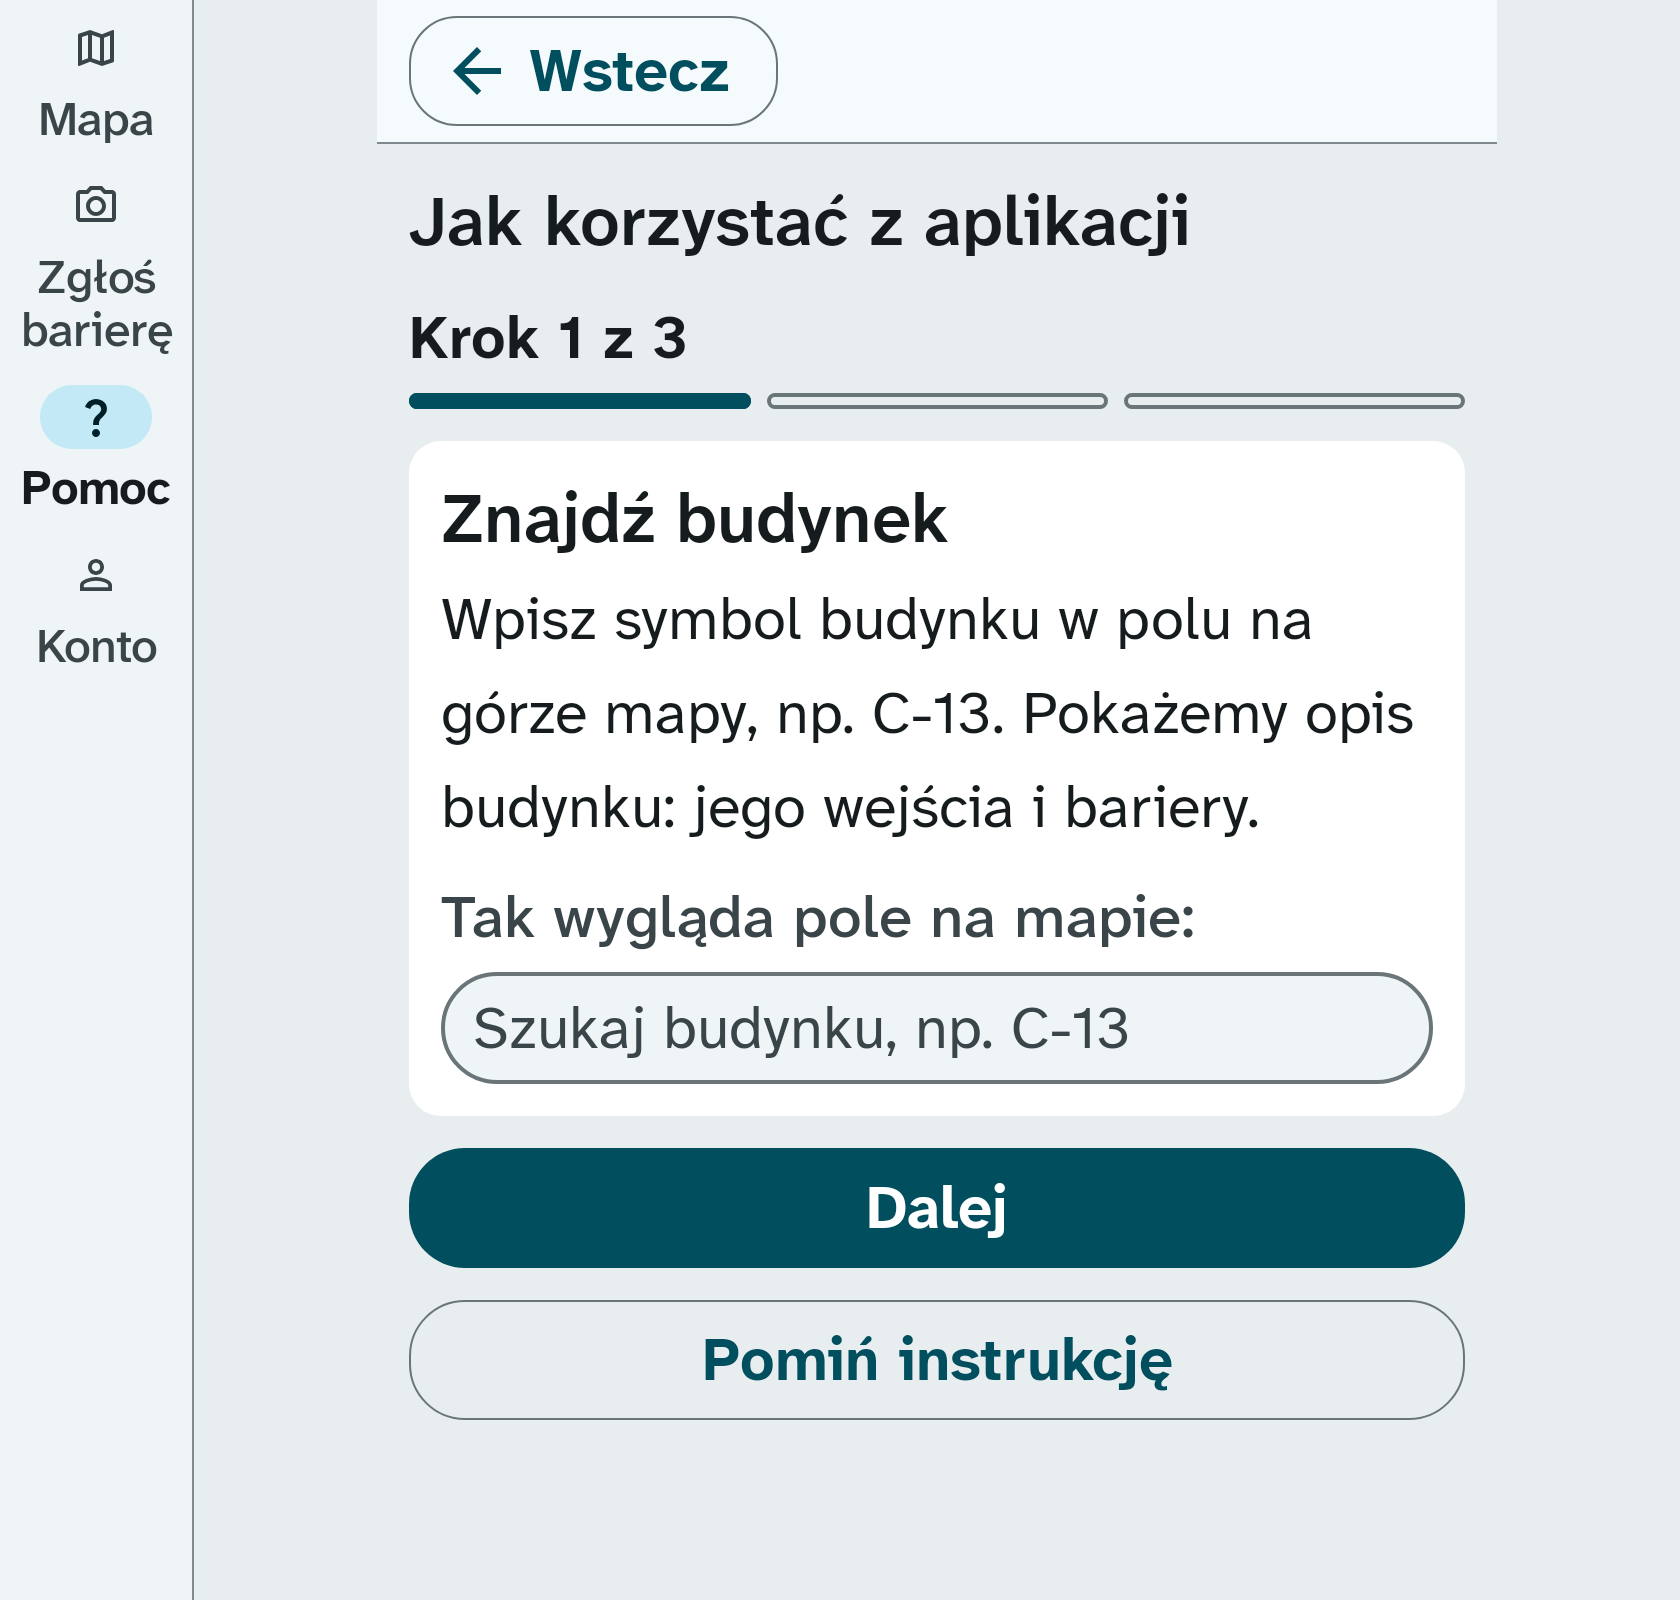 Mapa
Zgłoś
barierę
?
Pomoc
Konto
Wstecz
Jak korzystać z aplikacji
Krok 1 z 3
Znajdź budynek
Wpisz symbol budynku w polu na
górze mapy, np. C-13. Pokażemy opis
budynku: jego wejścia i bariery.
Tak wygląda pole na mapie:
Szukaj budynku, np. C-13
Dalej
Pomiń instrukcję